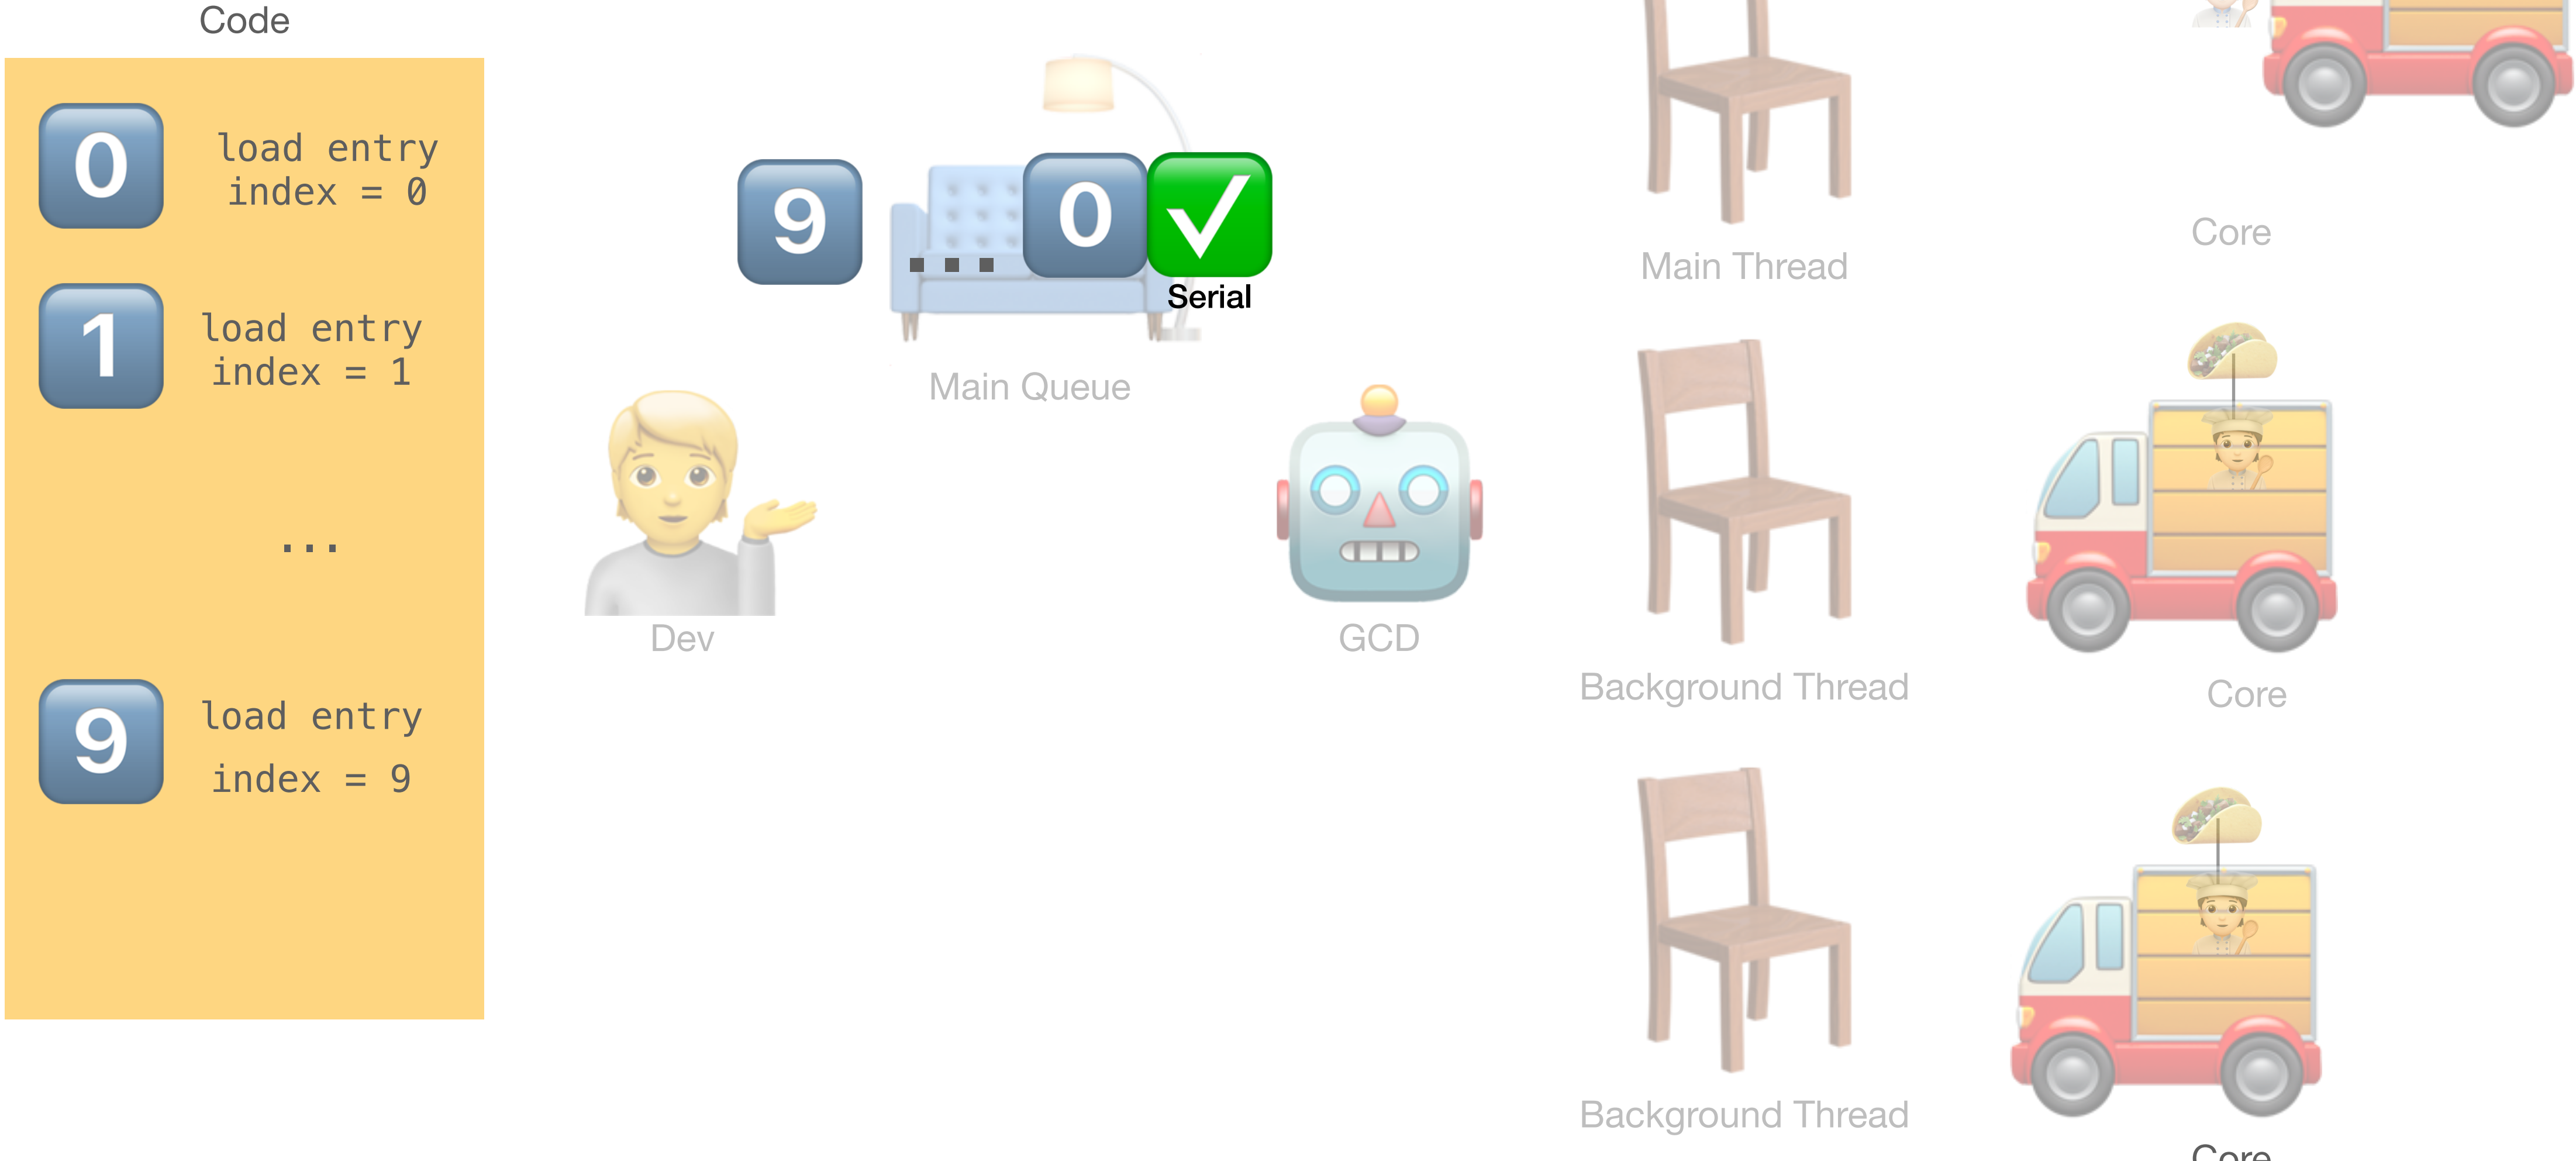 Code
0
load entry
index = 0
1
load entry
index = 1
...
9
load entry
index = 9
9
...
0
Serial
Main Queue
Dev
GCD
Main Thread
Background Thread
Background Thread
Core
Core
Core